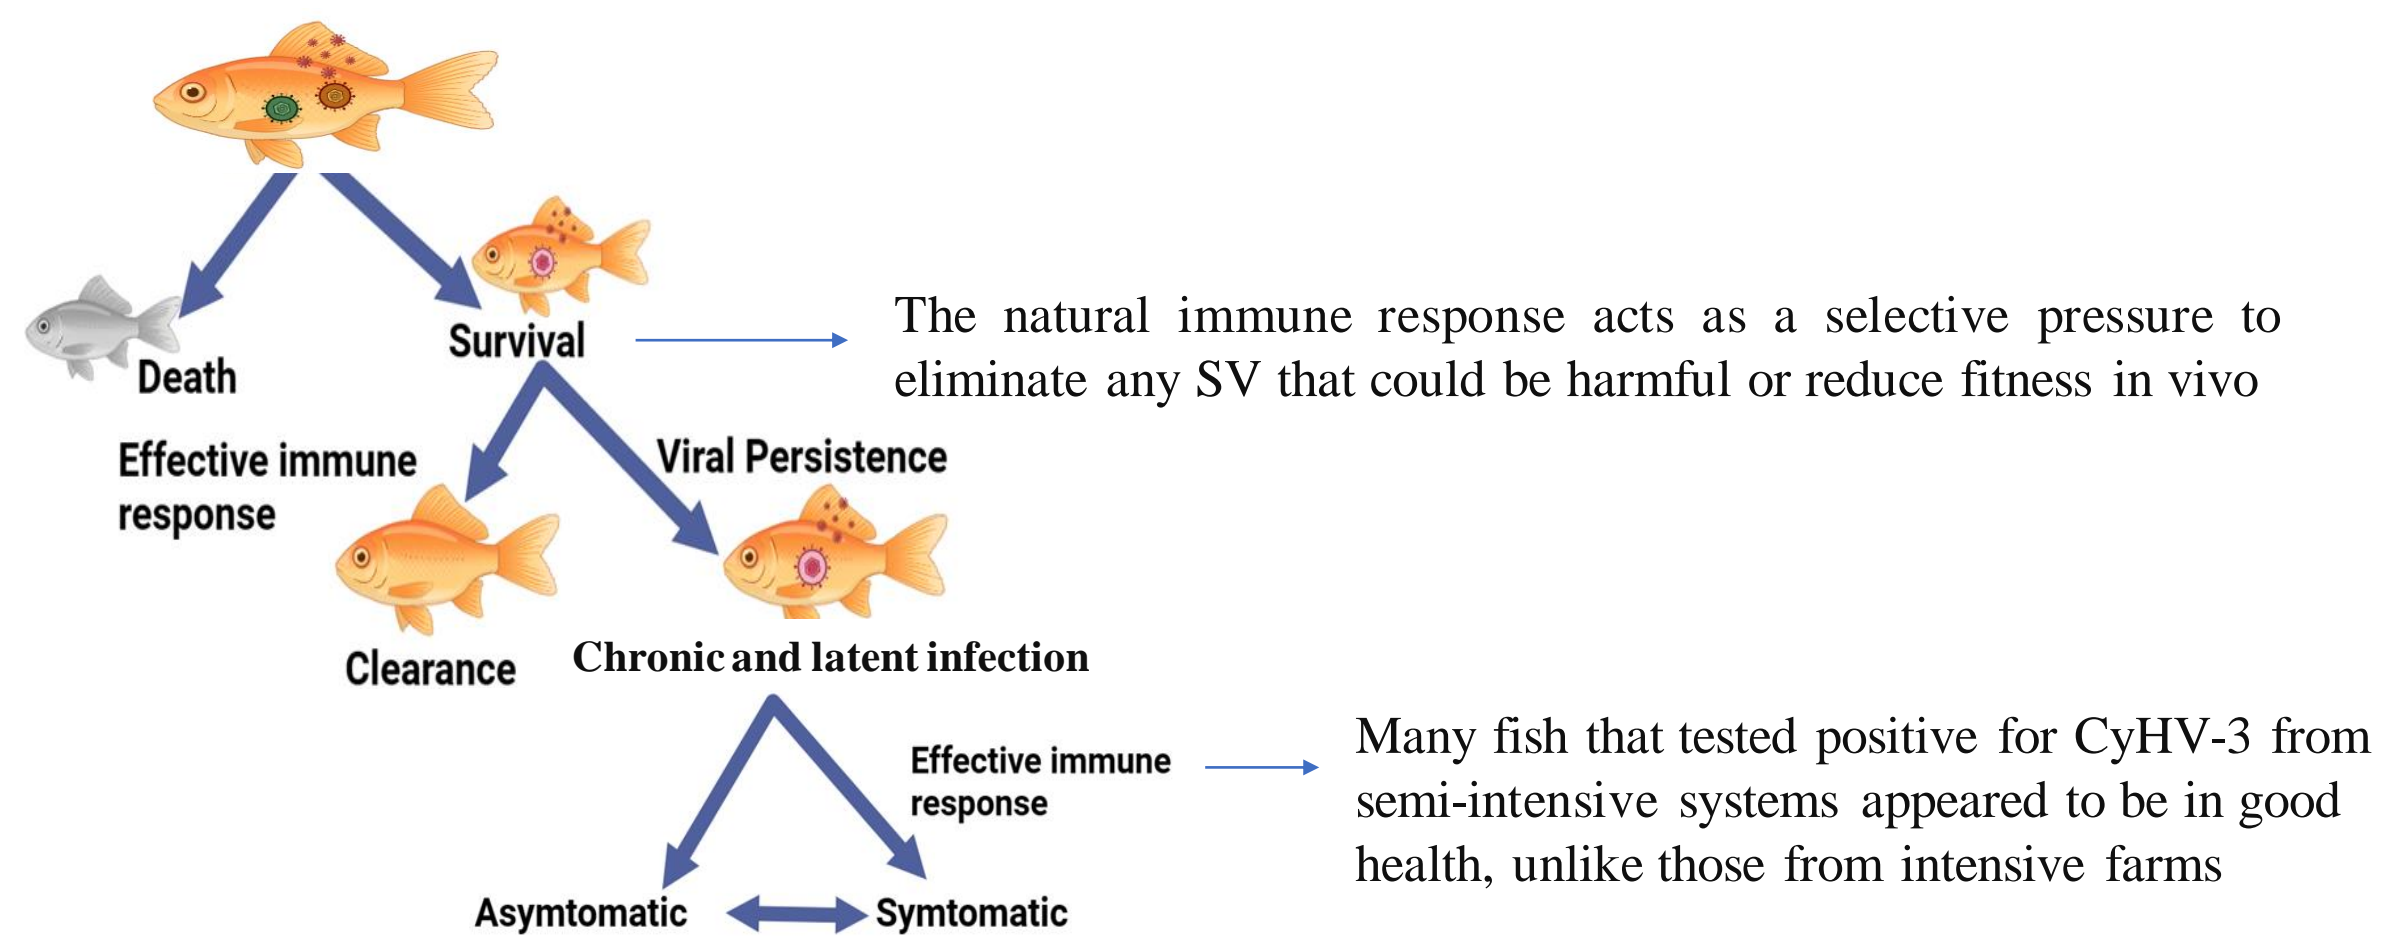 Survival
The natural immune response acts as a selective pressure to
eliminate any SV that could be harmful or reduce fitness in vivo
Death
Effective immune
response
Viral Persistence
Clearance
Chronic and latent infection
Effective immune
response
Many fish that tested positive for CyHV-3 from
semi-intensive systems appeared to be in good
health, unlike those from intensive farms
Asymtomatic
Symtomatic